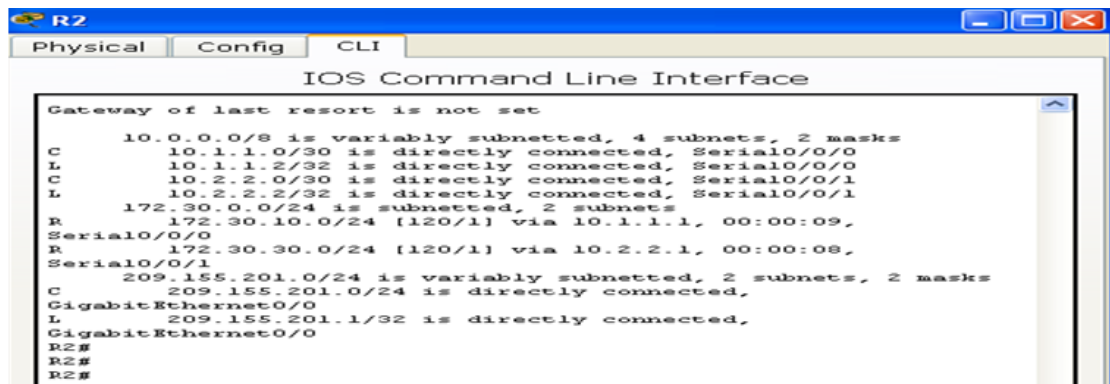 R2
Physical Config CLI
IOS Command Line Interface
Gateway of last resort is not set
10.0.0.0/8 is variably subnetted, 4 subnets, 2 masks
C 10.1.1.0/30 is directly connected, Serial0/0/0
L 10.1.1.2/32 is directly connected, Serial0/0/0
C 10.2.2.0/30 is directly connected, Serial0/0/1
L 10.2.2.2/32 is directly connected, Serial0/0/1
172.30.0.0/24 is subnetted, 2 subnets
R 172.30.10.0/24 [120/1] via 10.1.1.1, 00:00:09,
Serial0/0/0
R 172.30.30.0/24 [120/1] via 10.2.2.1, 00:00:08,
Serial0/0/1
209.155.201.0/24 is variably subnetted, 2 subnets, 2 masks
C 209.155.201.0/24 is directly connected,
GigabitEthernet0/0
L 209.155.201.1/32 is directly connected,
GigabitEthernet0/0
R2#
R2#
R2#